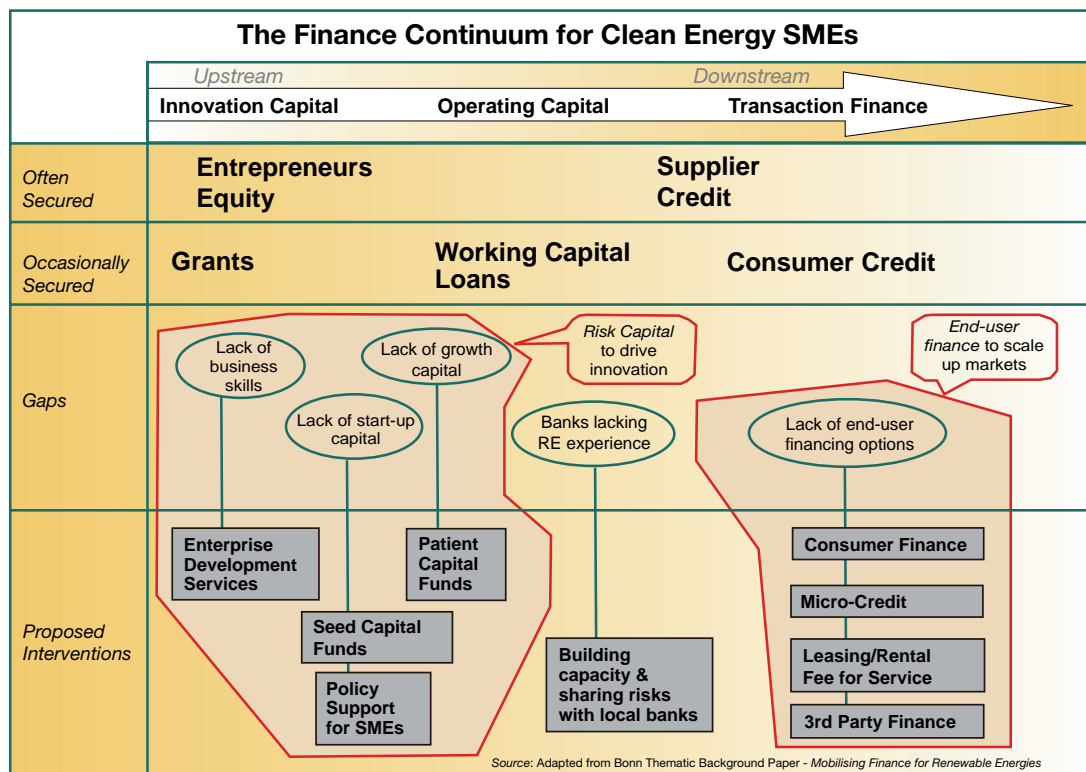 The Finance Continuum for Clean Energy SMEs
Upstream
Downstream
Innovation Capital
Operating Capital
Transaction Finance
Often
Secured
Entrepreneurs
Equity
Supplier
Credit
Occasionally
Secured
Grants
Working Capital
Loans
Consumer Credit
Gaps
Lack of
business
skills
Lack of growth
capital
Risk Capital
to drive
innovation
End-user
finance to scale
up markets
Lack of start-up
capital
Banks lacking
RE experience
Lack of end-user
financing options
Proposed
Interventions
Enterprise
Development
Services
Patient
Capital
Funds
Seed Capital
Funds
Policy
Support
for SMEs
Building
capacity &
sharing risks
with local banks
Consumer Finance
Micro-Credit
Leasing/Rental
Fee for Service
3rd Party Finance
Source: Adapted from Bonn Thematic Background Paper - Mobilising Finance for Renewable Energies